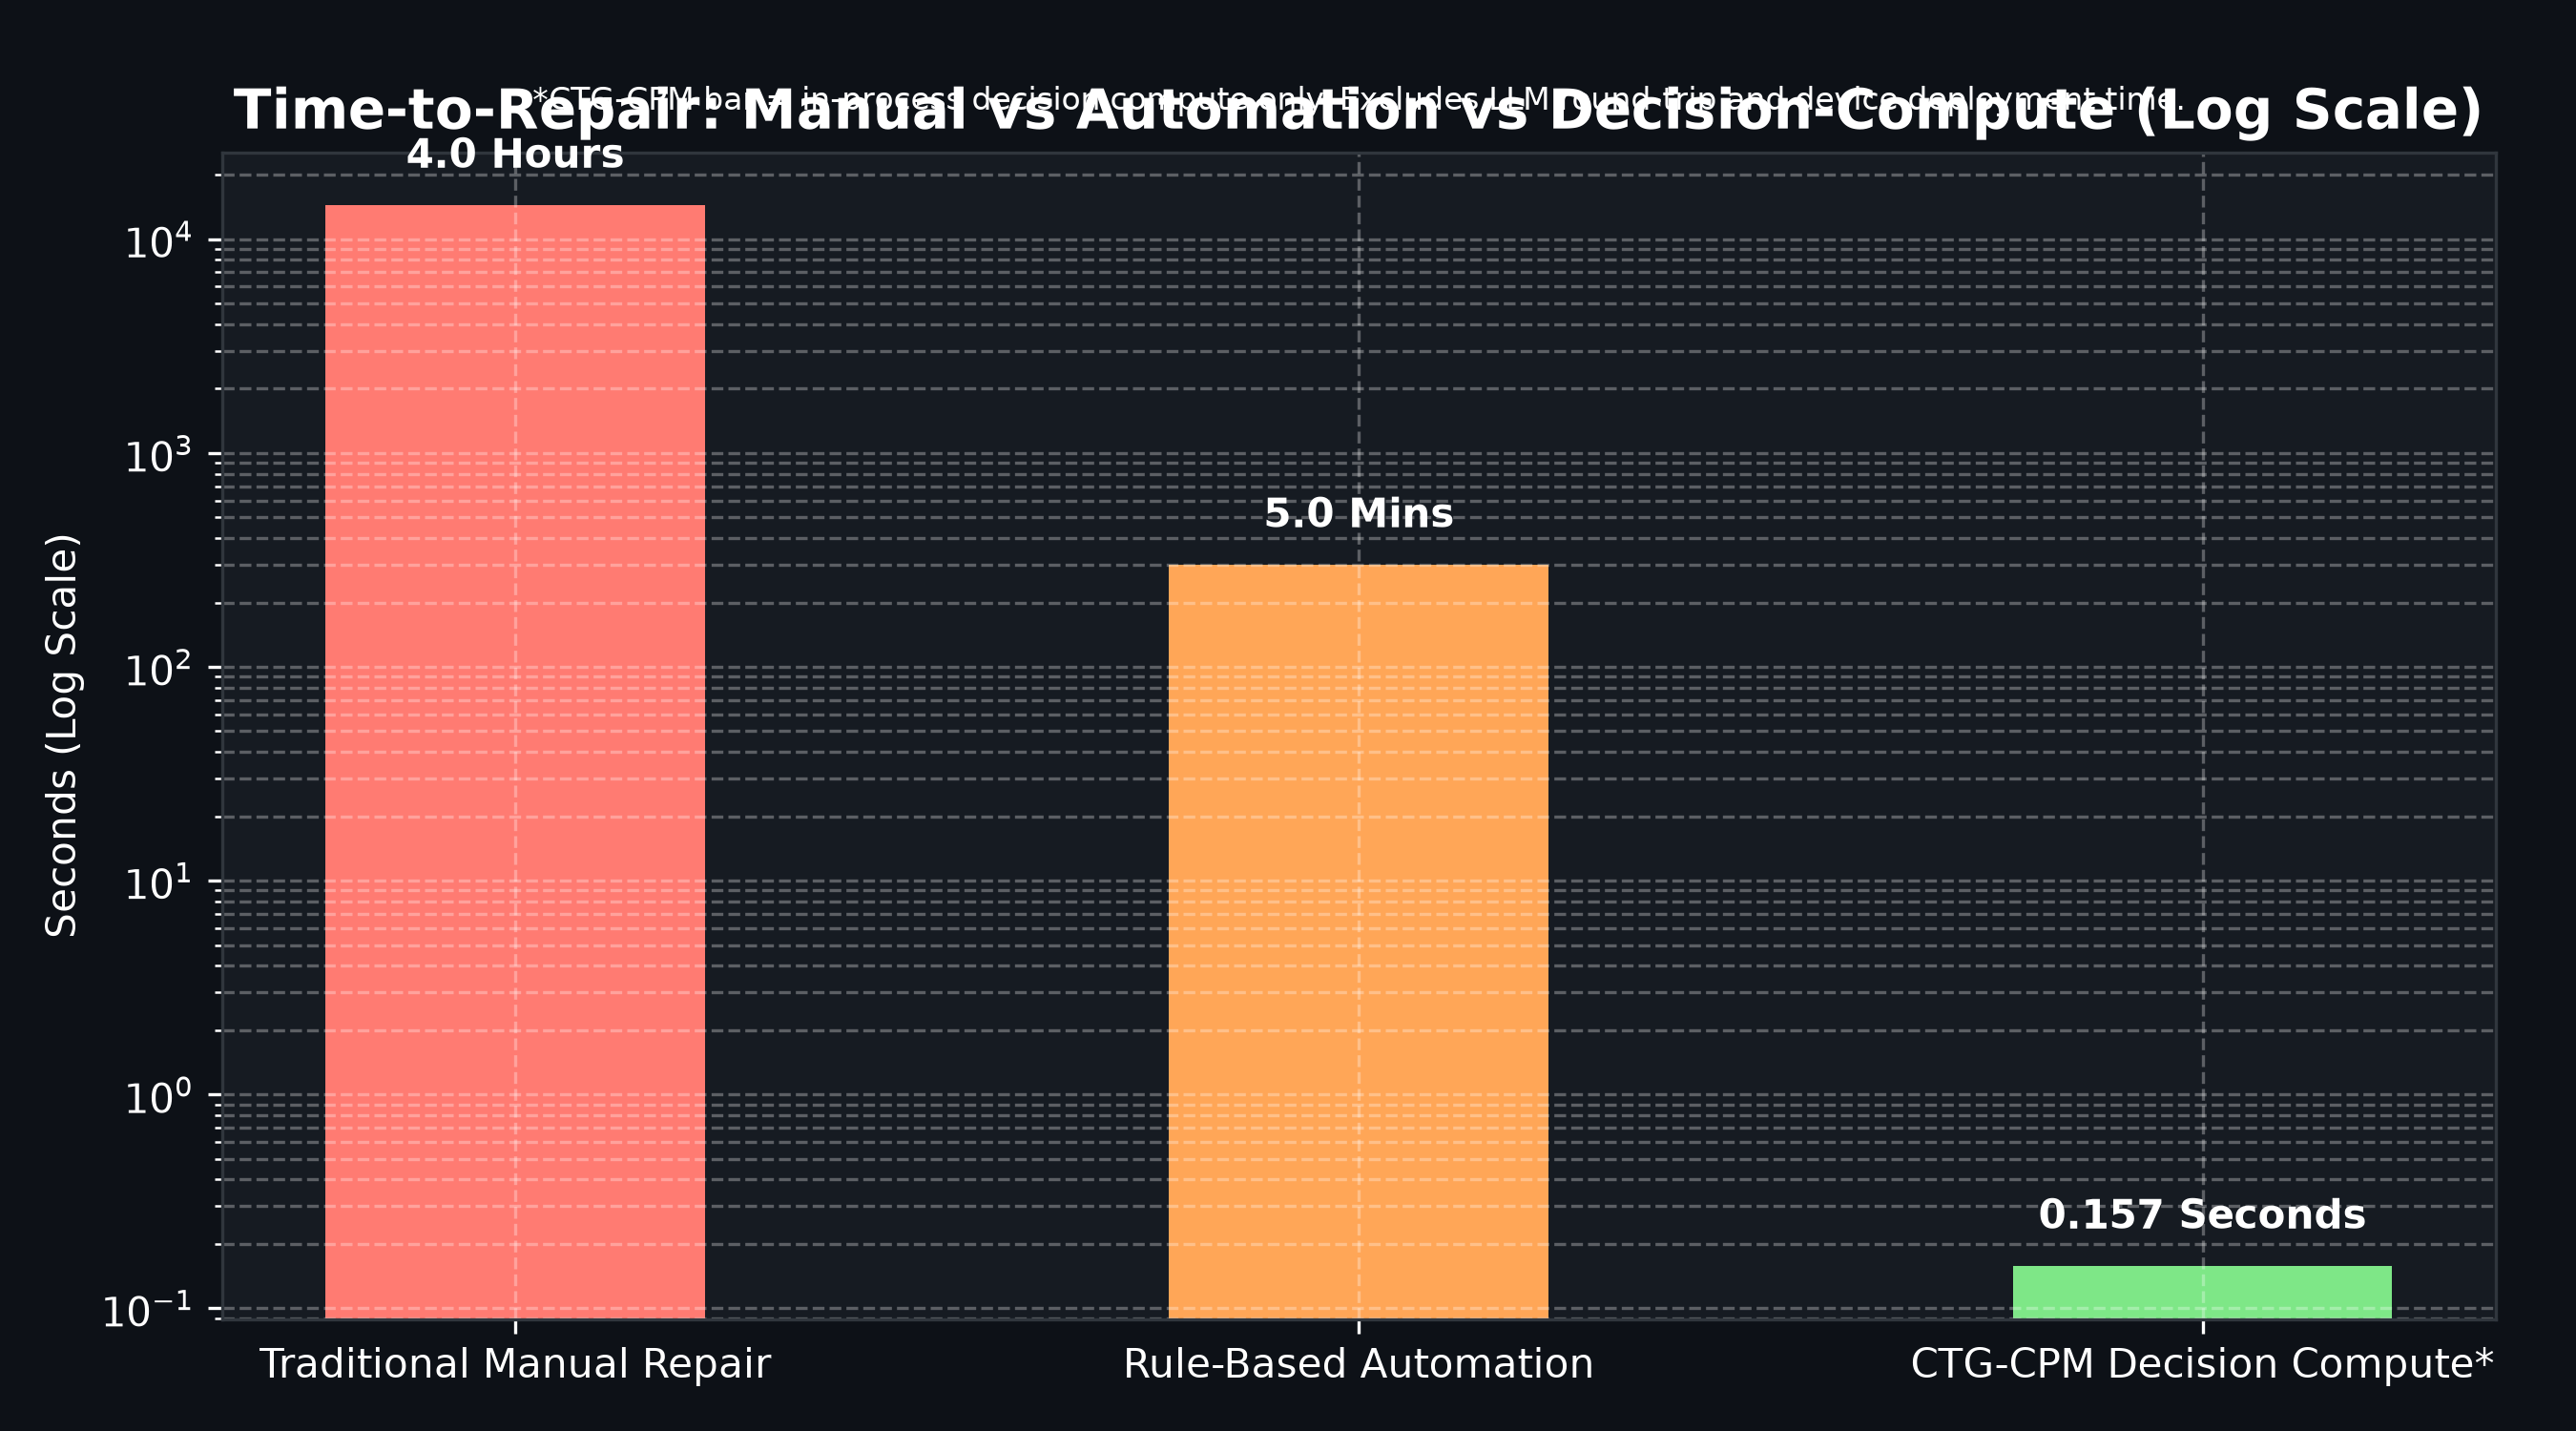 *CTG-CPM bar = in-process decision compute only. Excludes LLM round trip and device deployment time.
Time-to-Repair: Manual vs Automation vs Decision-Compute (Log Scale)
4.0 Hours
10⁴
10³
5.0 Mins
10²
Seconds (Log Scale)
10¹
10⁰
0.157 Seconds
10⁻¹
Traditional Manual Repair
Rule-Based Automation
CTG-CPM Decision Compute*